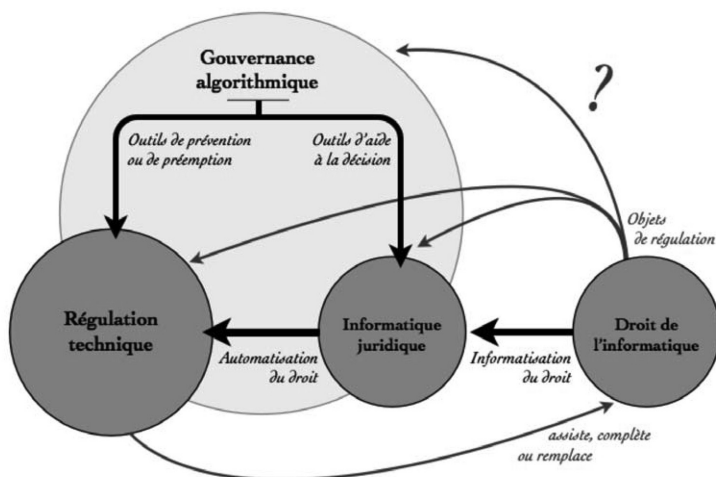 Gouvernance
algorithmique
?
Outils de prévention
ou de préemption
Outils d'aide
à la décision
Objets
de régulation
Régulation
technique
Informatique
juridique
Droit de
l'informatique
Automatisation
du droit
Informatisation
du droit
assiste, complète
ou remplace